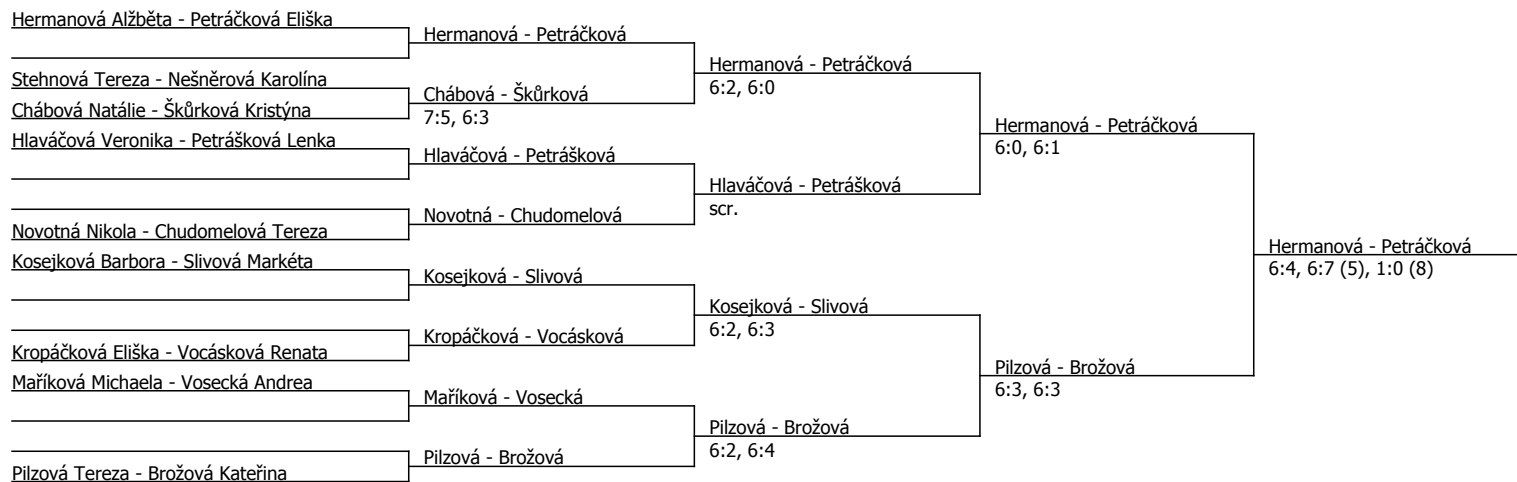 Hermanová Alžběta - Petráčková Eliška
Stehnová Tereza - Nešněrová Karolína
Chábová Natálie - Škůrková Kristýna
Hlaváčová Veronika - Petrášková Lenka
Novotná Nikola - Chudomelová Tereza
Kosejková Barbora - Slivová Markéta
Kropáčková Eliška - Vocásková Renata
Maříková Michaela - Vosecká Andrea
Pilzová Tereza - Brožová Kateřina
Hermanová - Petráčková
Chábová - Škůrková
7:5, 6:3
Hlaváčová - Petrášková
Novotná - Chudomelová
Kosejková - Slivová
Kropáčková - Vocásková
Maříková - Vosecká
Pilzová - Brožová
Hermanová - Petráčková
6:2, 6:0
Hlaváčová - Petrášková
scr.
Kosejková - Slivová
6:2, 6:3
Pilzová - Brožová
6:2, 6:4
Hermanová - Petráčková
6:0, 6:1
Pilzová - Brožová
6:3, 6:3
Hermanová - Petráčková
6:4, 6:7 (5), 1:0 (8)